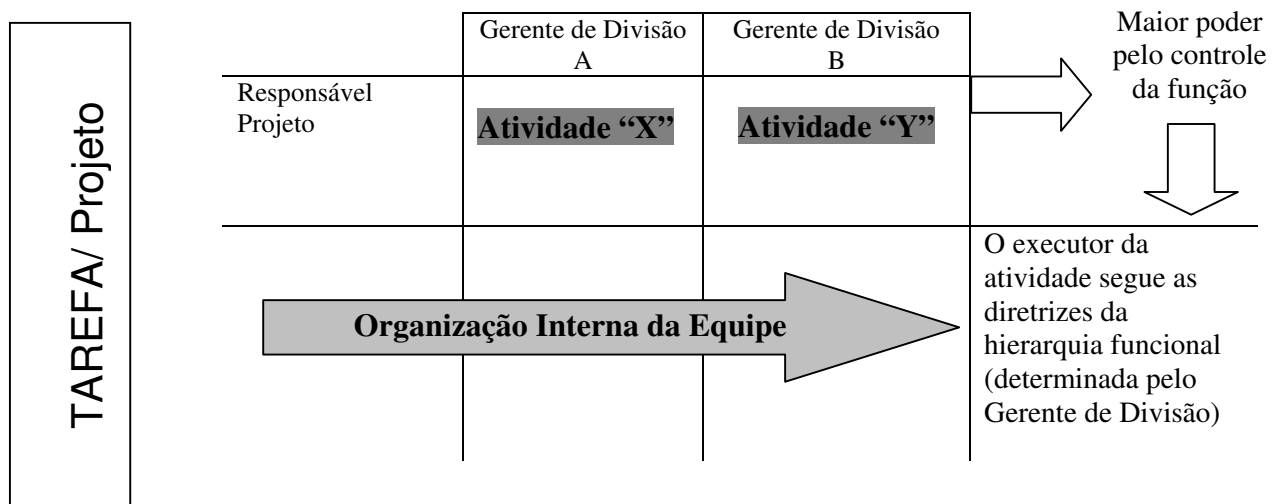 TAREFA/ Projeto
Gerente de Divisão
A
Gerente de Divisão
B
Maior poder
pelo controle
da função
Responsável
Projeto
Atividade “X”
Atividade “Y”
Organização Interna da Equipe
O executor da
atividade segue as
diretrizes da
hierarquia funcional
(determinada pelo
Gerente de Divisão)